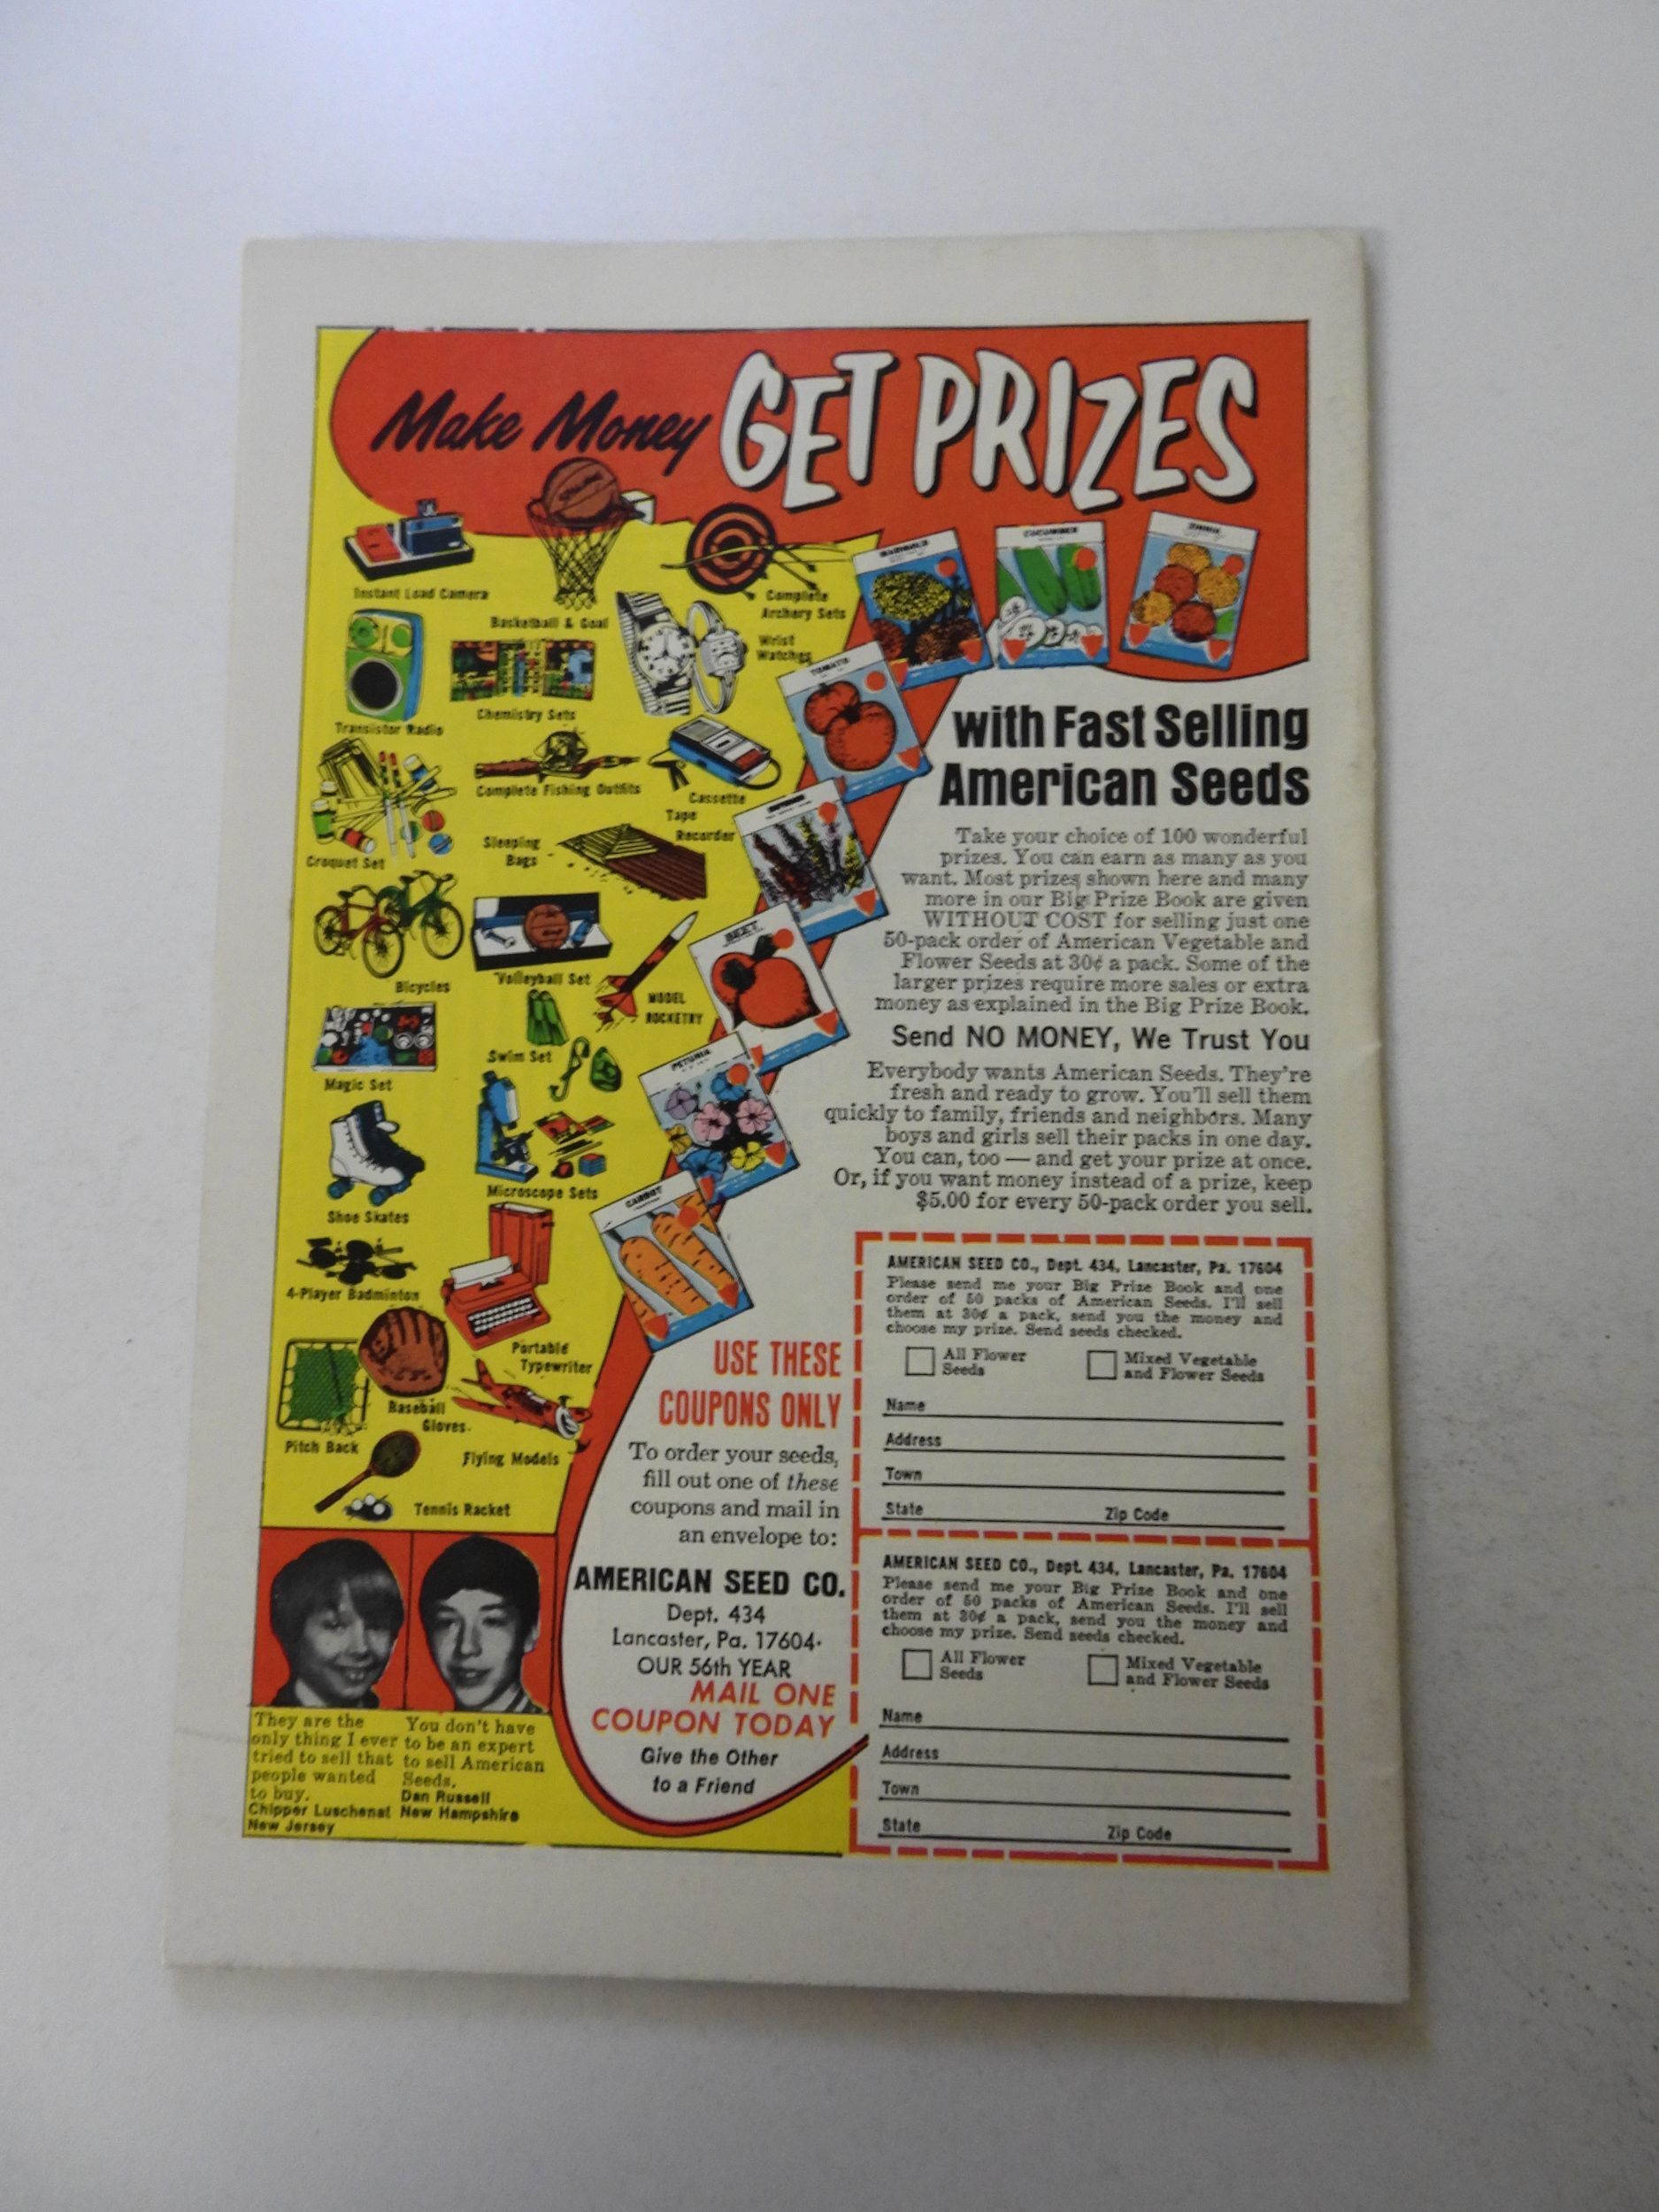 Make Money GET PRIZES
Instant Load Camera
Basketball & Goal
Complete
Archery Sets
Wrist
Watches
Transistor Radio
Chemistry Sets
Complete Fishing Outfits
Cassette
Tape
Recorder
Croquet Set
Sleeping
Bags
Bicycles
Volleyball Set
MODEL
ROCKETRY
Magic Set
Swim Set
Shoe Skates
Microscope Sets
4-Player Badminton
Portable
Typewriter
Baseball
Gloves
Pitch Back
Flying Models
Tennis Racket
MARIGOLD
CUCUMBER
ZINNIA
TOMATO
BEET
PETUNIA
CARROT
with Fast Selling
American Seeds
Take your choice of 100 wonderful
prizes. You can earn as many as you
want. Most prizes shown here and many
more in our Big Prize Book are given
WITHOUT COST for selling just one
50-pack order of American Vegetable and
Flower Seeds at 30¢ a pack. Some of the
larger prizes require more sales or extra
money as explained in the Big Prize Book.
Send NO MONEY, We Trust You
Everybody wants American Seeds. They're
fresh and ready to grow. You'll sell them
quickly to family, friends and neighbors. Many
boys and girls sell their packs in one day.
You can, too — and get your prize at once.
Or, if you want money instead of a prize, keep
$5.00 for every 50-pack order you sell.
USE THESE
COUPONS ONLY
To order your seeds,
fill out one of these
coupons and mail in
an envelope to:
AMERICAN SEED CO.
Dept. 434
Lancaster, Pa. 17604
OUR 56th YEAR
MAIL ONE
COUPON TODAY
Give the Other
to a Friend
AMERICAN SEED CO., Dept. 434, Lancaster, Pa. 17604
Please send me your Big Prize Book and one
order of 50 packs of American Seeds. I'll sell
them at 30¢ a pack, send you the money and
choose my prize. Send seeds checked.
All Flower
Seeds
Mixed Vegetable
and Flower Seeds
Name
Address
Town
State Zip Code
AMERICAN SEED CO., Dept. 434, Lancaster, Pa. 17604
Please send me your Big Prize Book and one
order of 50 packs of American Seeds. I'll sell
them at 30¢ a pack, send you the money and
choose my prize. Send seeds checked.
All Flower
Seeds
Mixed Vegetable
and Flower Seeds
Name
Address
Town
State Zip Code
They are the
only thing I ever
tried to sell that
people wanted
to buy.
Chipper Luschenat
New Jersey
You don't have
to be an expert
to sell American
Seeds.
Dan Russell
New Hampshire